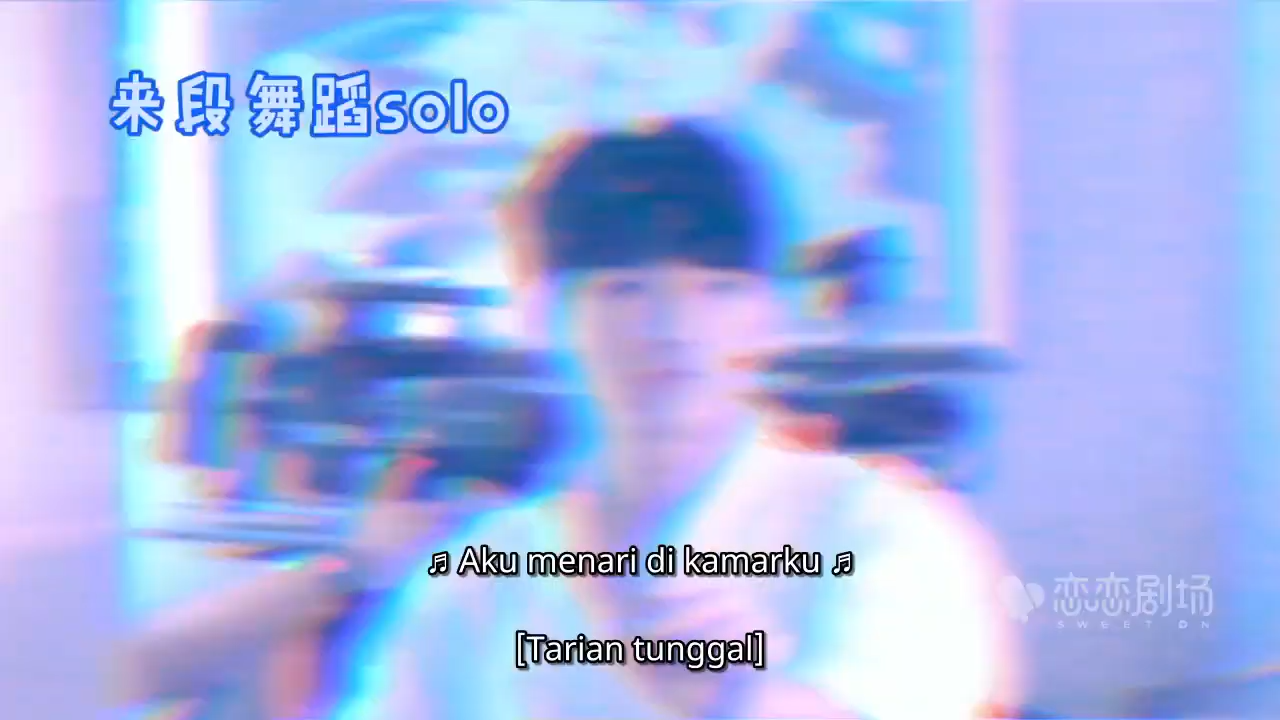 来段 舞蹈solo
♬ Aku menari di kamarku ♬
恋恋剧场
SWEET ON
[Tarian tunggal]